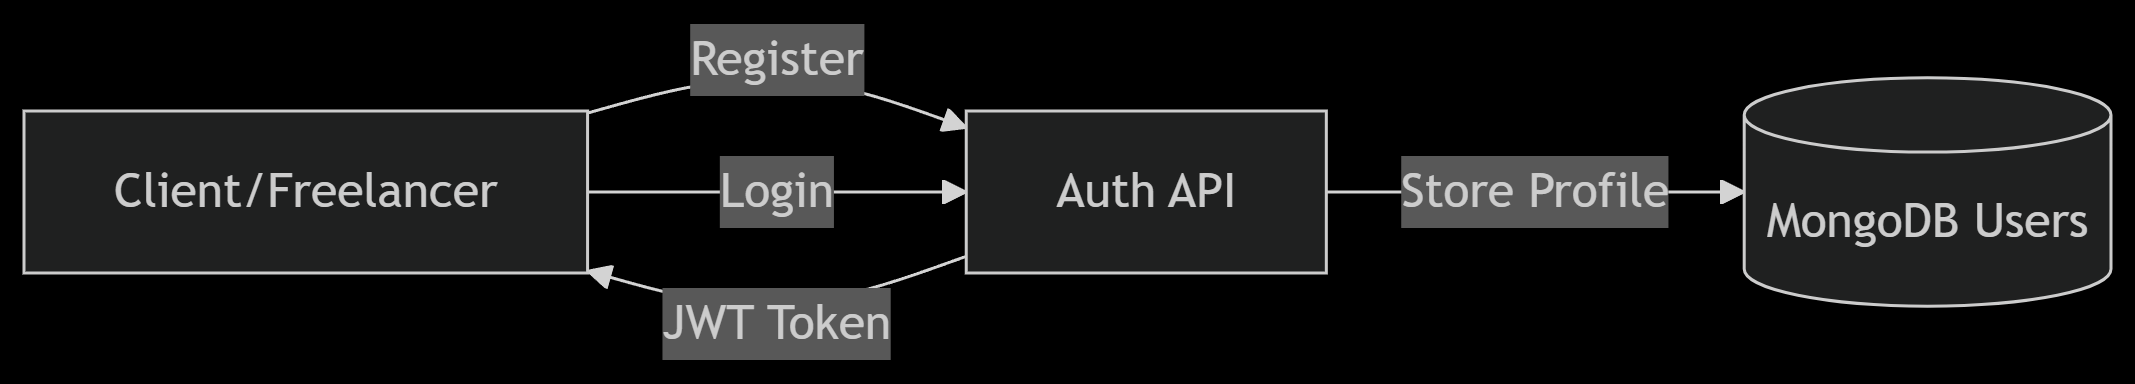 Register
Client/Freelancer
Login
Auth API
Store Profile
MongoDB Users
JWT Token